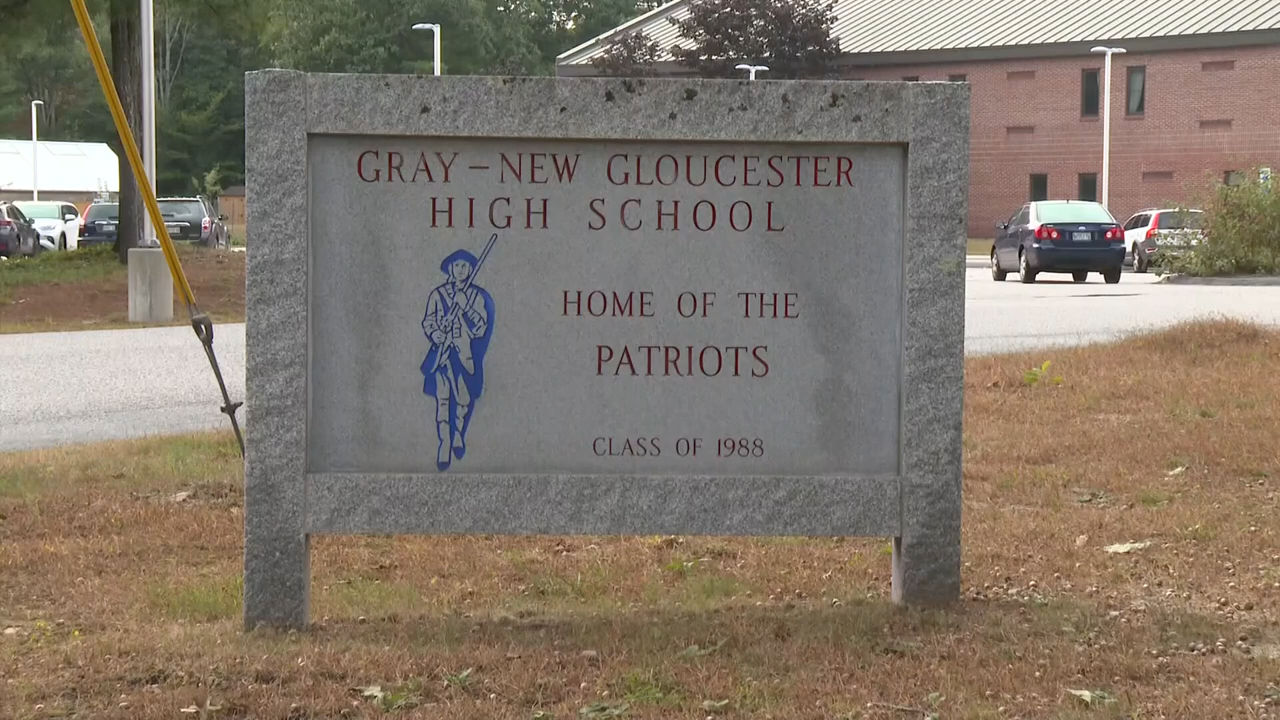 GRAY – NEW GLOUCESTER
HIGH SCHOOL
HOME OF THE
PATRIOTS
CLASS OF 1988